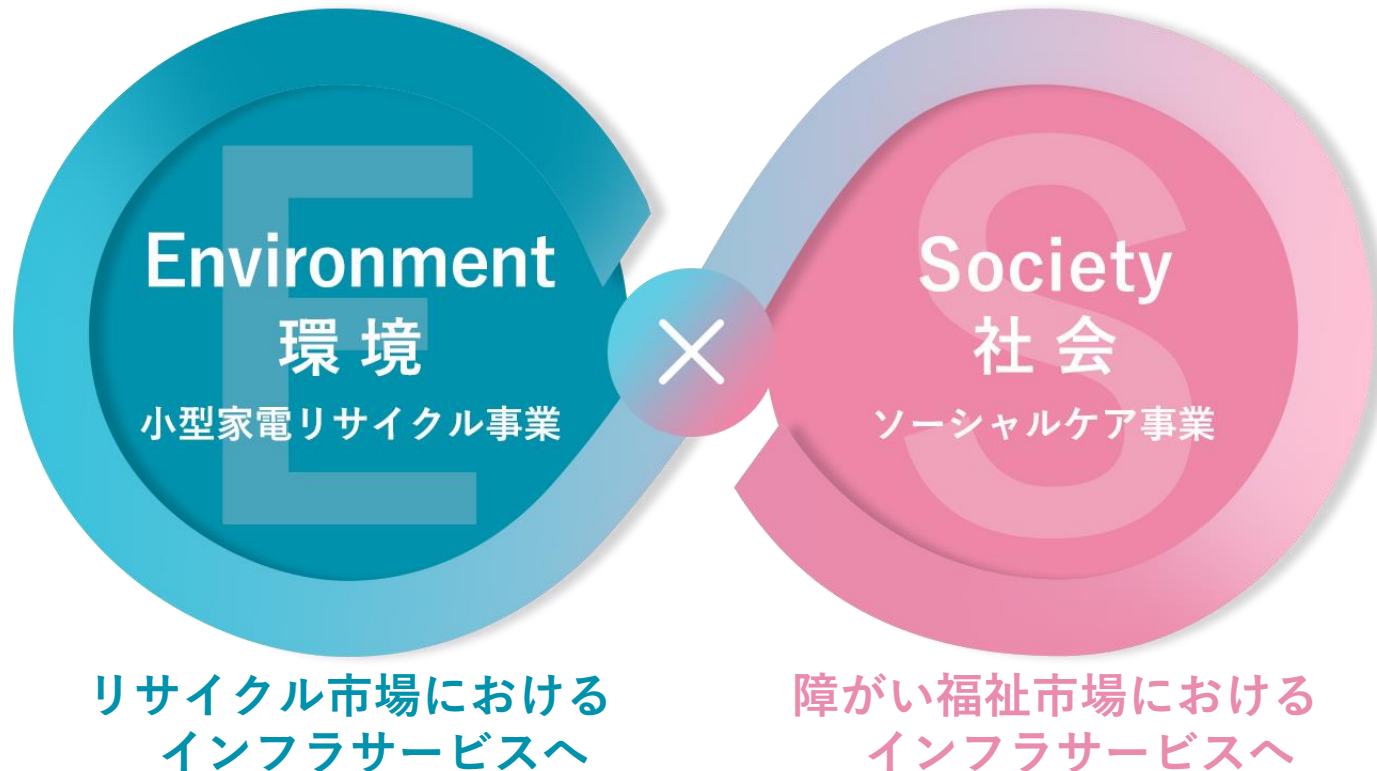 E
Environment
環境
小型家電リサイクル事業
×
S
Society
社会
ソーシャルケア事業
リサイクル市場における
インフラサービスへ
障がい福祉市場における
インフラサービスへ